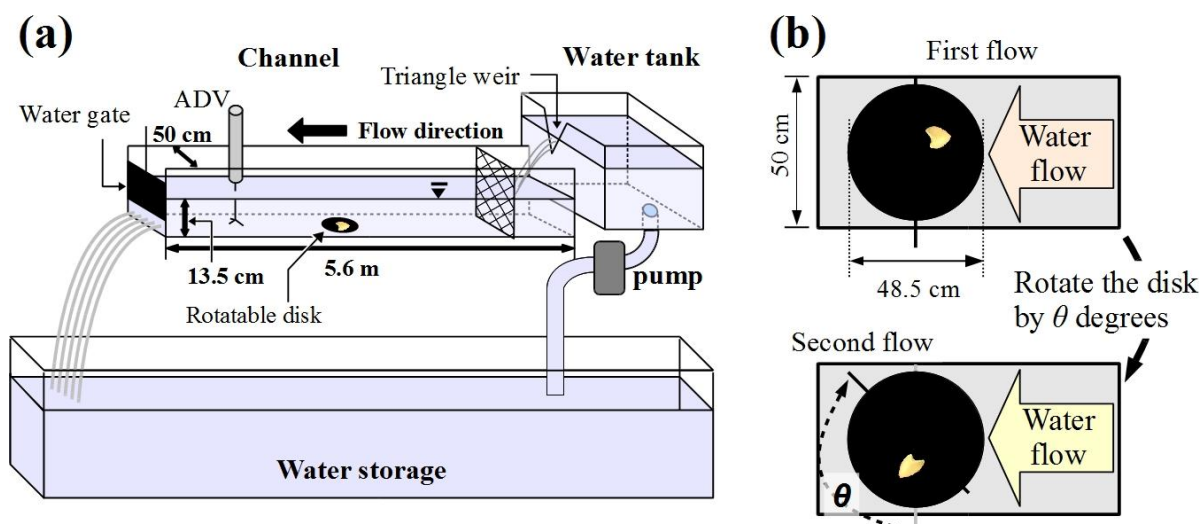 (a)
Channel
Water tank
Triangle weir
Water gate
ADV
50 cm
Flow direction
13.5 cm
5.6 m
pump
Rotatable disk
Water storage
(b)
First flow
50 cm
Water
flow
48.5 cm
Rotate the disk
by θ degrees
Second flow
Water
flow
θ